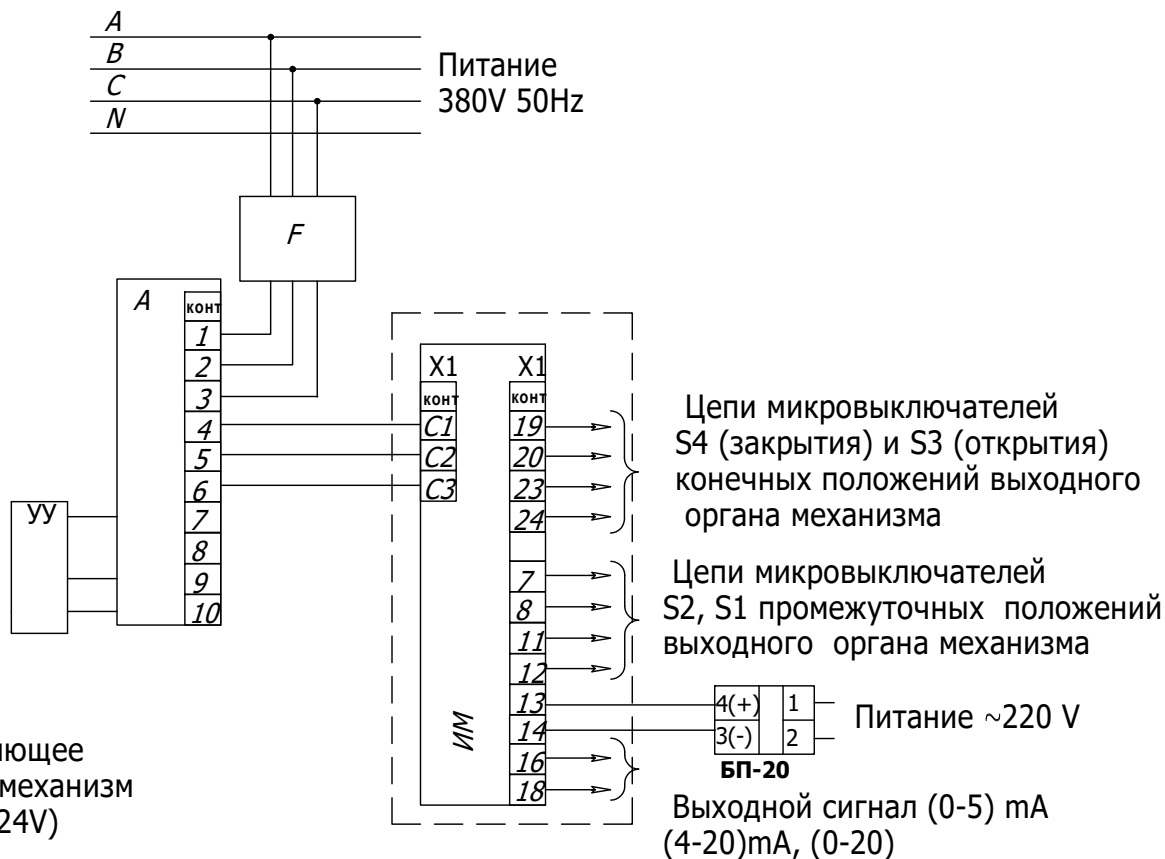 A
B
C
N
Питание
380V 50Hz
F
A
конт
1
2
3
4
5
6
7
8
9
10
УУ
X1
X1
конт
конт
C1
C2
C3
19
20
23
24
7
8
11
12
13
14
16
18
ИМ
Цепи микровыключателей
S4 (закрытия) и S3 (открытия)
конечных положений выходного
органа механизма
Цепи микровыключателей
S2, S1 промежуточных положений
выходного органа механизма
4(+)
1
3(-)
2
БП-20
Питание ~220 V
Выходной сигнал (0-5) mA
(4-20)mA, (0-20)
механизм
24V)